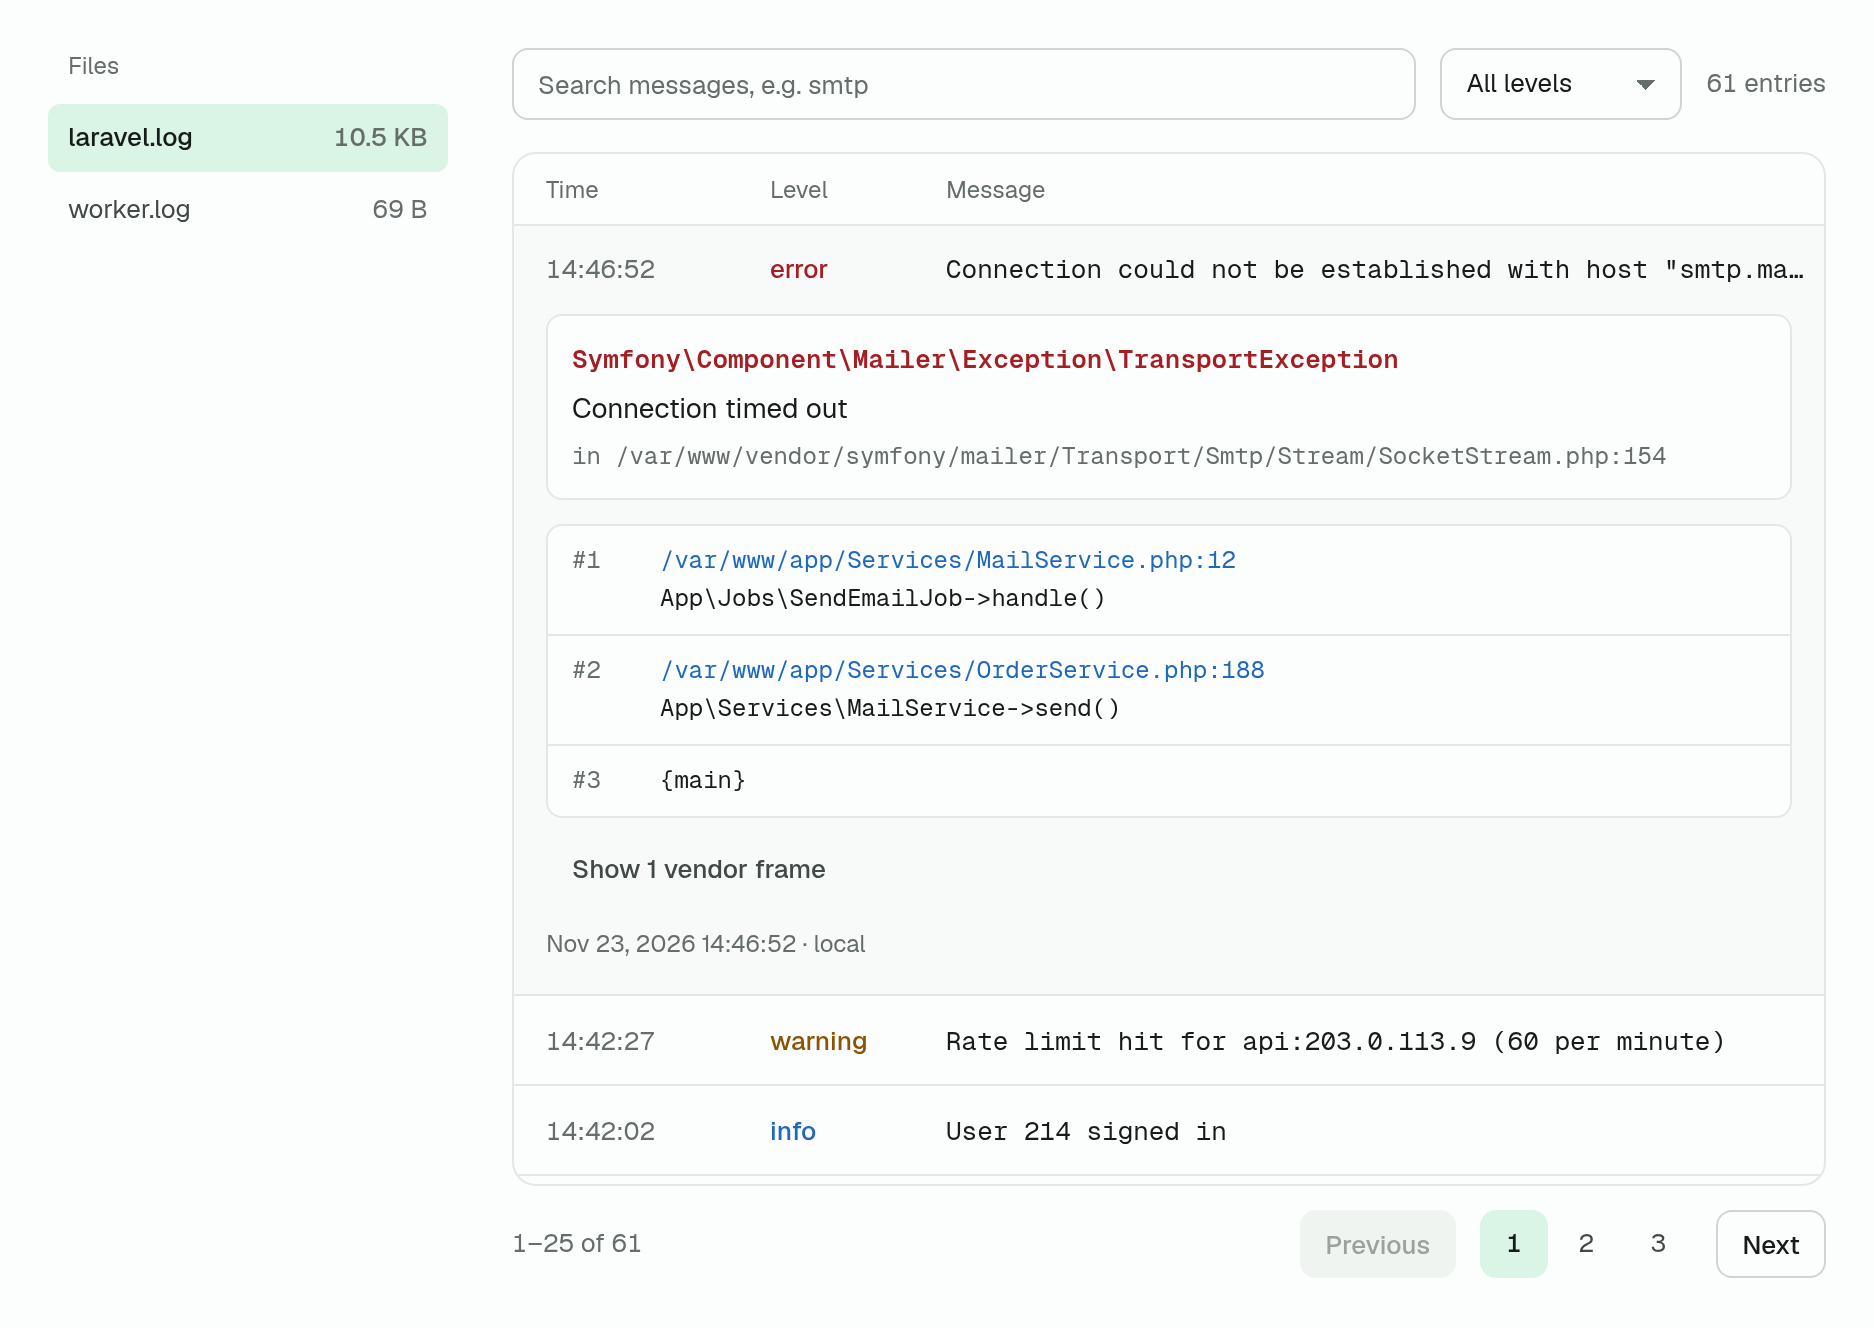 Files
laravel.log 10.5 KB
worker.log 69 B
Search messages, e.g. smtp
All levels
61 entries
Time Level Message
14:46:52 error Connection could not be established with host "smtp.ma…
Symfony\Component\Mailer\Exception\TransportException
Connection timed out
in /var/www/vendor/symfony/mailer/Transport/Smtp/Stream/SocketStream.php:154
#1 /var/www/app/Services/MailService.php:12
App\Jobs\SendEmailJob->handle()
#2 /var/www/app/Services/OrderService.php:188
App\Services\MailService->send()
#3 {main}
Show 1 vendor frame
Nov 23, 2026 14:46:52 · local
14:42:27 warning Rate limit hit for api:203.0.113.9 (60 per minute)
14:42:02 info User 214 signed in
1–25 of 61
Previous 1 2 3 Next